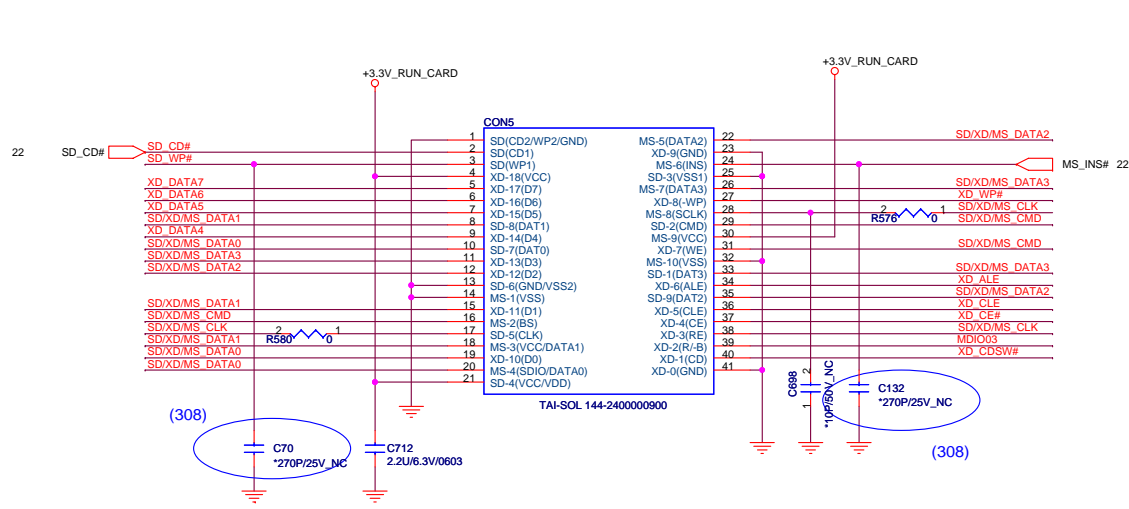 +3.3V_RUN_CARD
+3.3V_RUN_CARD
CON5
22 SD_CD# SD_CD# 1 SD(CD2/WP2/GND) MS-5(DATA2) 22 SD/XD/MS_DATA2
2 SD(CD1) XD-9(GND) 23
SD_WP# 3 SD(WP1) MS-6(INS) 24 MS_INS# 22
4 XD-18(VCC) SD-3(VSS1) 25
XD_DATA7 5 XD-17(D7) MS-7(DATA3) 26 SD/XD/MS_DATA3
XD_DATA6 6 XD-16(D6) XD-8(-WP) 27 XD_WP#
XD_DATA5 7 XD-15(D5) MS-8(SCLK) 28 2 R576 0 1 SD/XD/MS_CLK
SD/XD/MS_DATA1 8 SD-8(DAT1) SD-2(CMD) 29 SD/XD/MS_CMD
XD_DATA4 9 XD-14(D4) MS-9(VCC) 30
SD/XD/MS_DATA0 10 SD-7(DAT0) XD-7(WE) 31 SD/XD/MS_CMD
SD/XD/MS_DATA3 11 XD-13(D3) MS-10(VSS) 32
SD/XD/MS_DATA2 12 XD-12(D2) SD-1(DAT3) 33 SD/XD/MS_DATA3
13 SD-6(GND/VSS2) XD-6(ALE) 34 XD_ALE
14 MS-1(VSS) SD-9(DAT2) 35 SD/XD/MS_DATA2
SD/XD/MS_DATA1 15 XD-11(D1) XD-5(CLE) 36 XD_CLE
SD/XD/MS_CMD 16 MS-2(BS) XD-4(CE) 37 XD_CE#
SD/XD/MS_CLK 2 R580 0 1 17 SD-5(CLK) XD-3(RE) 38 SD/XD/MS_CLK
SD/XD/MS_DATA1 18 MS-3(VCC/DATA1) XD-2(R/-B) 39 MDIO03
SD/XD/MS_DATA0 19 XD-10(D0) XD-1(CD) 40 XD_CDSW#
SD/XD/MS_DATA0 20 MS-4(SDIO/DATA0) XD-0(GND) 41
21 SD-4(VCC/VDD)
TAI-SOL 144-2400000900
C698 2 1
*10P/50V_NC
C132
*270P/25V_NC
(308)
(308)
C70
*270P/25V_NC
C712
2.2U/6.3V/0603